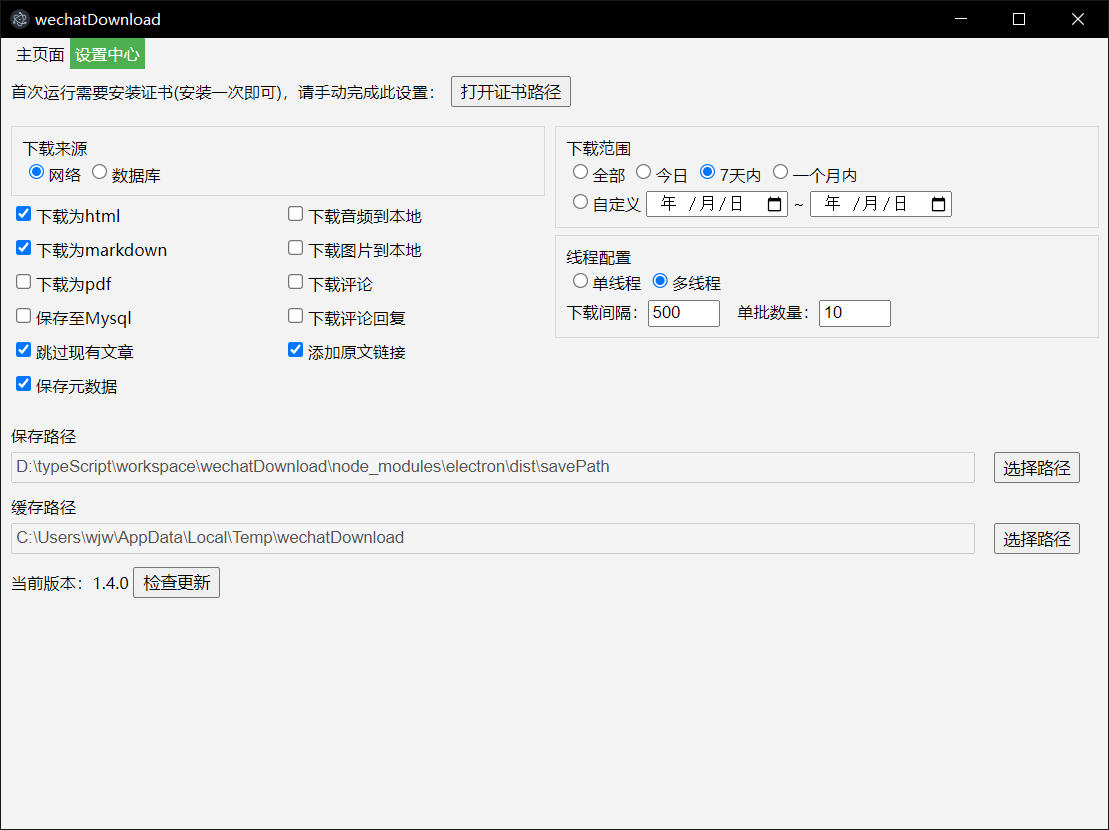 wechatDownload
主页面 设置中心
首次运行需要安装证书(安装一次即可)，请手动完成此设置： 打开证书路径
下载来源
网络 数据库
下载为html 下载音频到本地
下载为markdown 下载图片到本地
下载为pdf 下载评论
保存至Mysql 下载评论回复
跳过现有文章 添加原文链接
保存元数据
下载范围
全部 今日 7天内 一个月内
自定义 年 /月/日 ~ 年 /月/日
线程配置
单线程 多线程
下载间隔： 500 单批数量： 10
保存路径
D:\typeScript\workspace\wechatDownload\node_modules\electron\dist\savePath 选择路径
缓存路径
C:\Users\wjw\AppData\Local\Temp\wechatDownload 选择路径
当前版本：1.4.0 检查更新